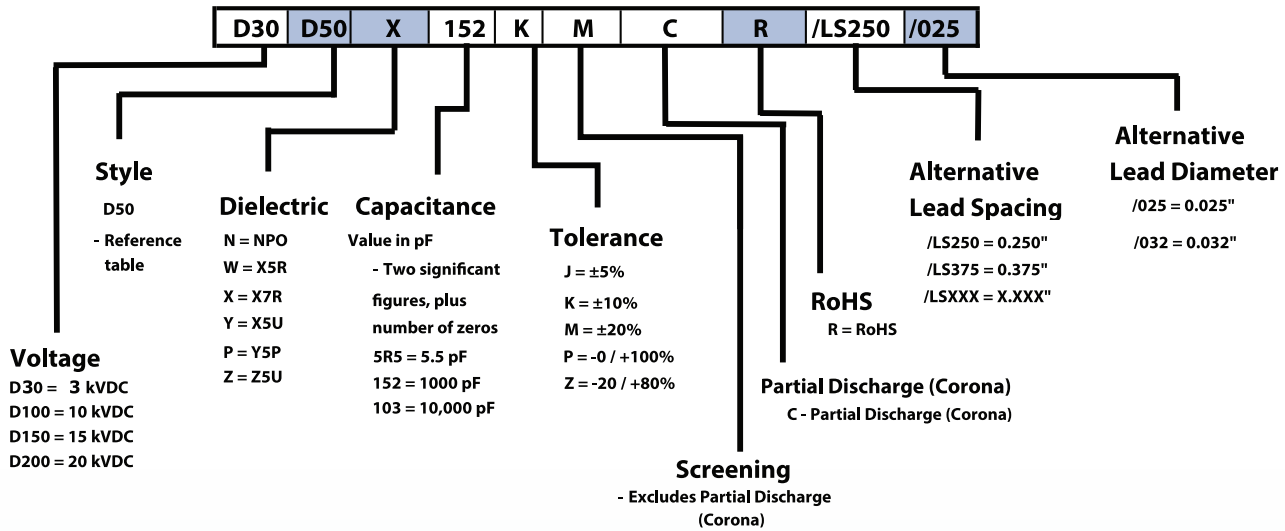 D30 D50 X 152 K M C R /LS250 /025
Style
D50
- Reference
table
Dielectric
N = NPO
W = X5R
X = X7R
Y = X5U
P = Y5P
Z = Z5U
Capacitance
Value in pF
- Two significant
figures, plus
number of zeros
5R5 = 5.5 pF
152 = 1000 pF
103 = 10,000 pF
Tolerance
J = ±5%
K = ±10%
M = ±20%
P = -0 / +100%
Z = -20 / +80%
Alternative
Lead Spacing
/LS250 = 0.250"
/LS375 = 0.375"
/LSXXX = X.XXX"
Alternative
Lead Diameter
/025 = 0.025"
/032 = 0.032"
RoHS
R = RoHS
Voltage
D30 = 3 kVDC
D100 = 10 kVDC
D150 = 15 kVDC
D200 = 20 kVDC
Partial Discharge (Corona)
C - Partial Discharge (Corona)
Screening
- Excludes Partial Discharge
(Corona)